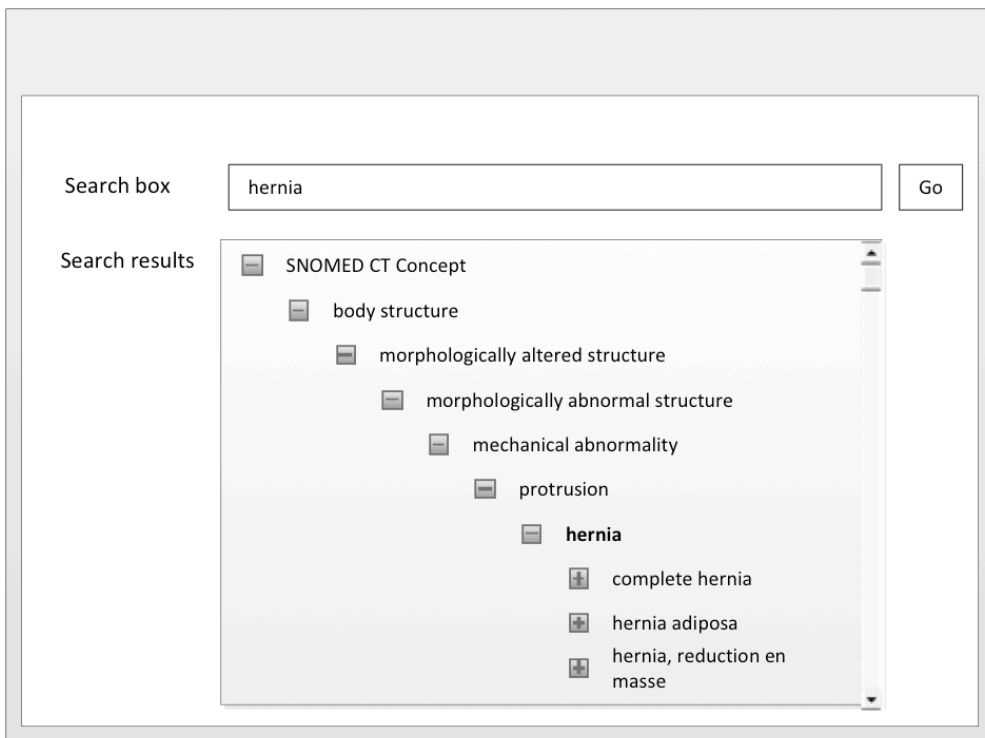 Search box
hernia
Go
Search results
SNOMED CT Concept
body structure
morphologically altered structure
morphologically abnormal structure
mechanical abnormality
protrusion
hernia
complete hernia
hernia adiposa
hernia, reduction en
masse